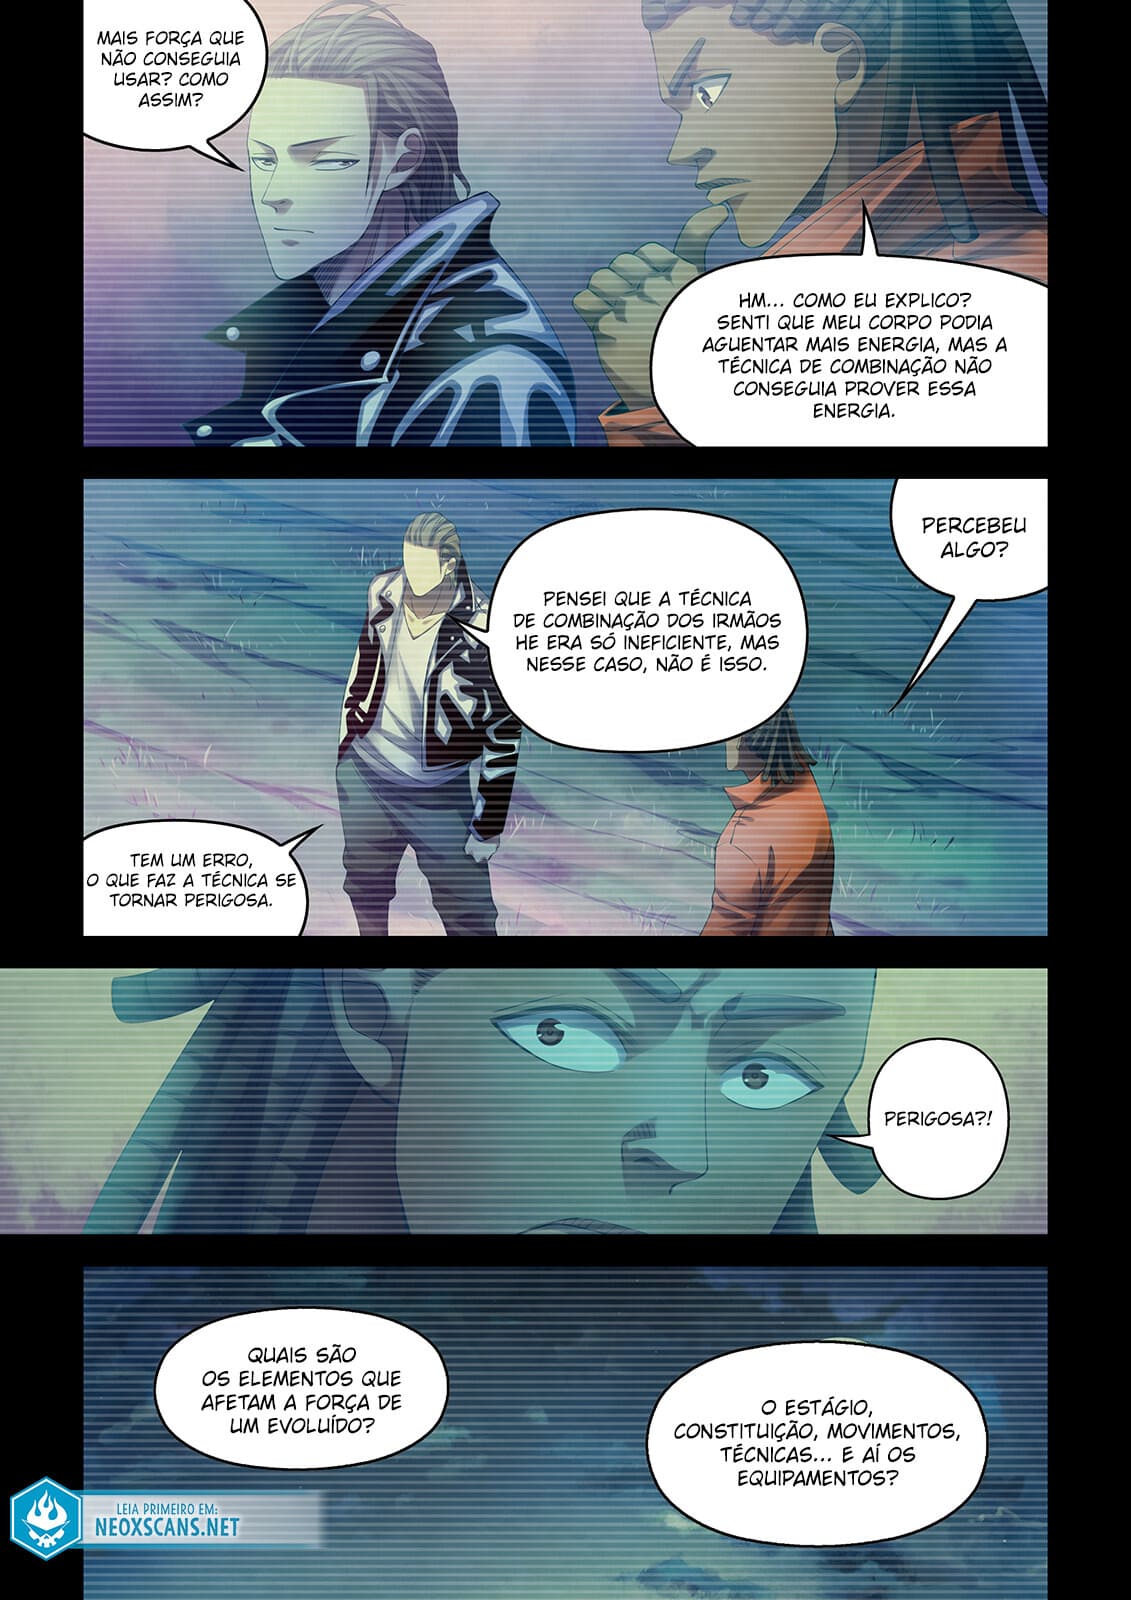 MAIS FORÇA QUE
NÃO CONSEGUIA
USAR? COMO
ASSIM?
HM... COMO EU EXPLICO?
SENTI QUE MEU CORPO PODIA
AGUENTAR MAIS ENERGIA, MAS A
TÉCNICA DE COMBINAÇÃO NÃO
CONSEGUIA PROVER ESSA
ENERGIA.
PERCEBEU
ALGO?
PENSEI QUE A TÉCNICA
DE COMBINAÇÃO DOS IRMÃOS
HE ERA SÓ INEFICIENTE, MAS
NESSE CASO, NÃO É ISSO.
TEM UM ERRO,
O QUE FAZ A TÉCNICA SE
TORNAR PERIGOSA.
PERIGOSA?!
QUAIS SÃO
OS ELEMENTOS QUE
AFETAM A FORÇA DE
UM EVOLUÍDO?
O ESTÁGIO,
CONSTITUIÇÃO, MOVIMENTOS,
TÉCNICAS... E AÍ OS
EQUIPAMENTOS?
LEIA PRIMEIRO EM:
NEOXSCANS.NET